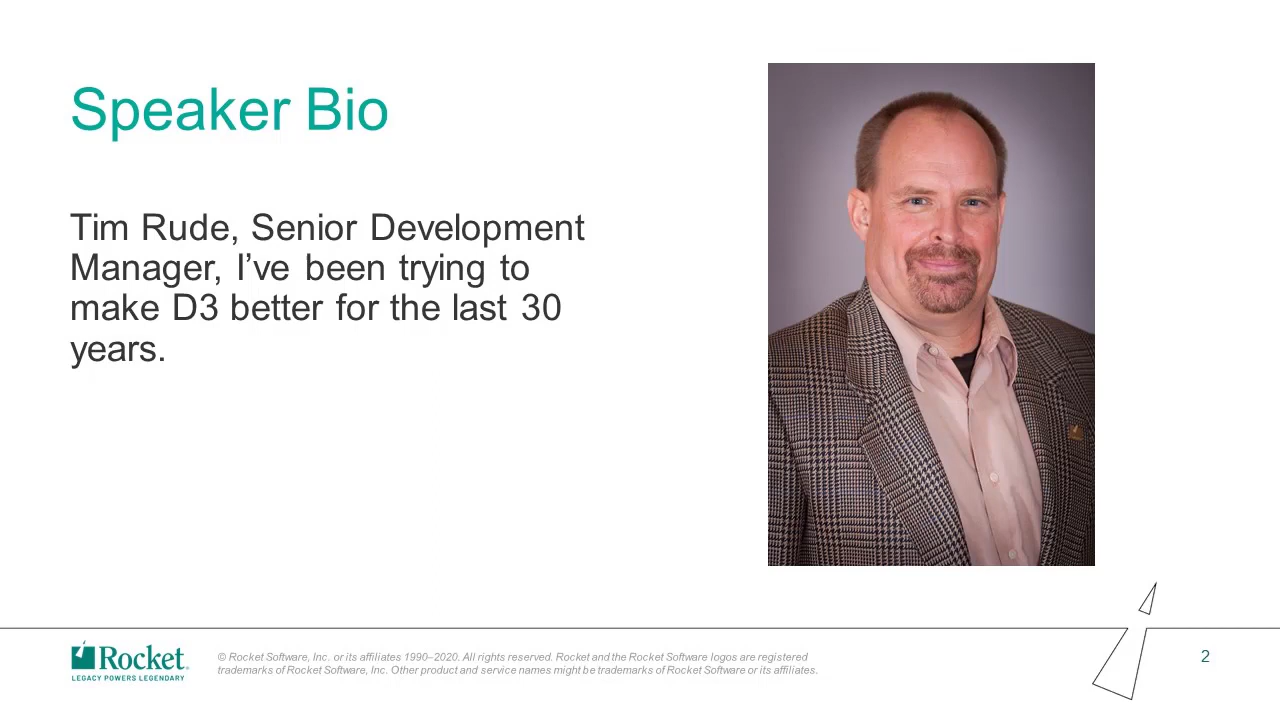 Speaker Bio
Tim Rude, Senior Development
Manager, I’ve been trying to
make D3 better for the last 30
years.
Rocket®
LEGACY POWERS LEGENDARY
© Rocket Software, Inc. or its affiliates 1990–2020. All rights reserved. Rocket and the Rocket Software logos are registered
trademarks of Rocket Software, Inc. Other product and service names might be trademarks of Rocket Software or its affiliates.
2